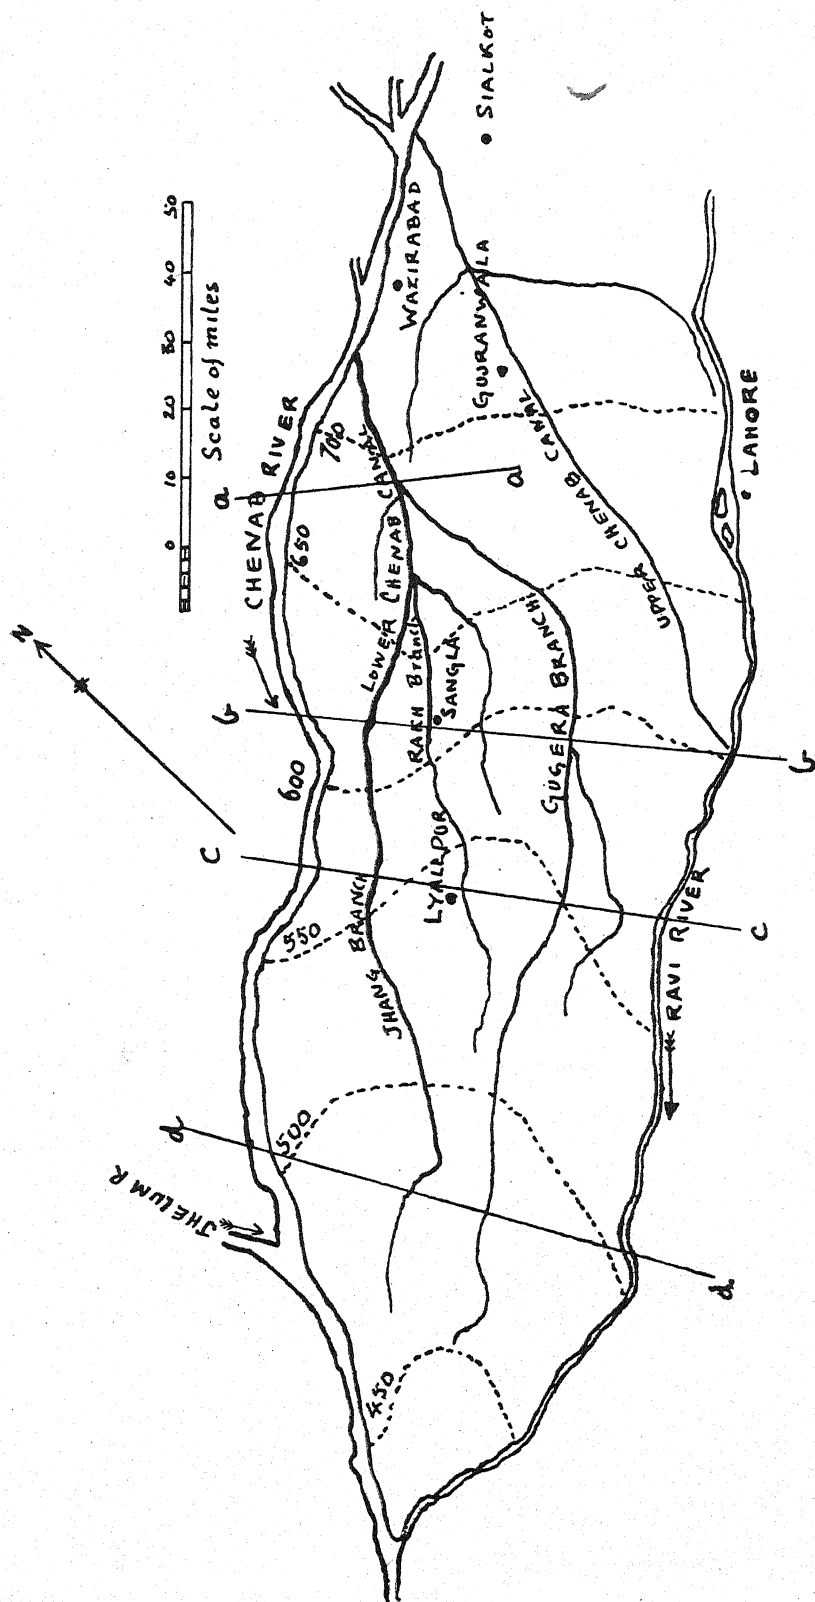 N
0 10 20 30 40 50
Scale of miles
CHENAB RIVER
JHELUM R
SIALKOT
WAZIRABAD
GUJRANWALA
LAHORE
UPPER CHENAB CANAL
LOWER CHENAB CANAL
RAKH Branch
SANGLA
GUGERA BRANCH
LYALLPUR
JHANG BRANCH
RAVI RIVER
700
650
600
550
500
450
a
a
b
b
c
c
d
d